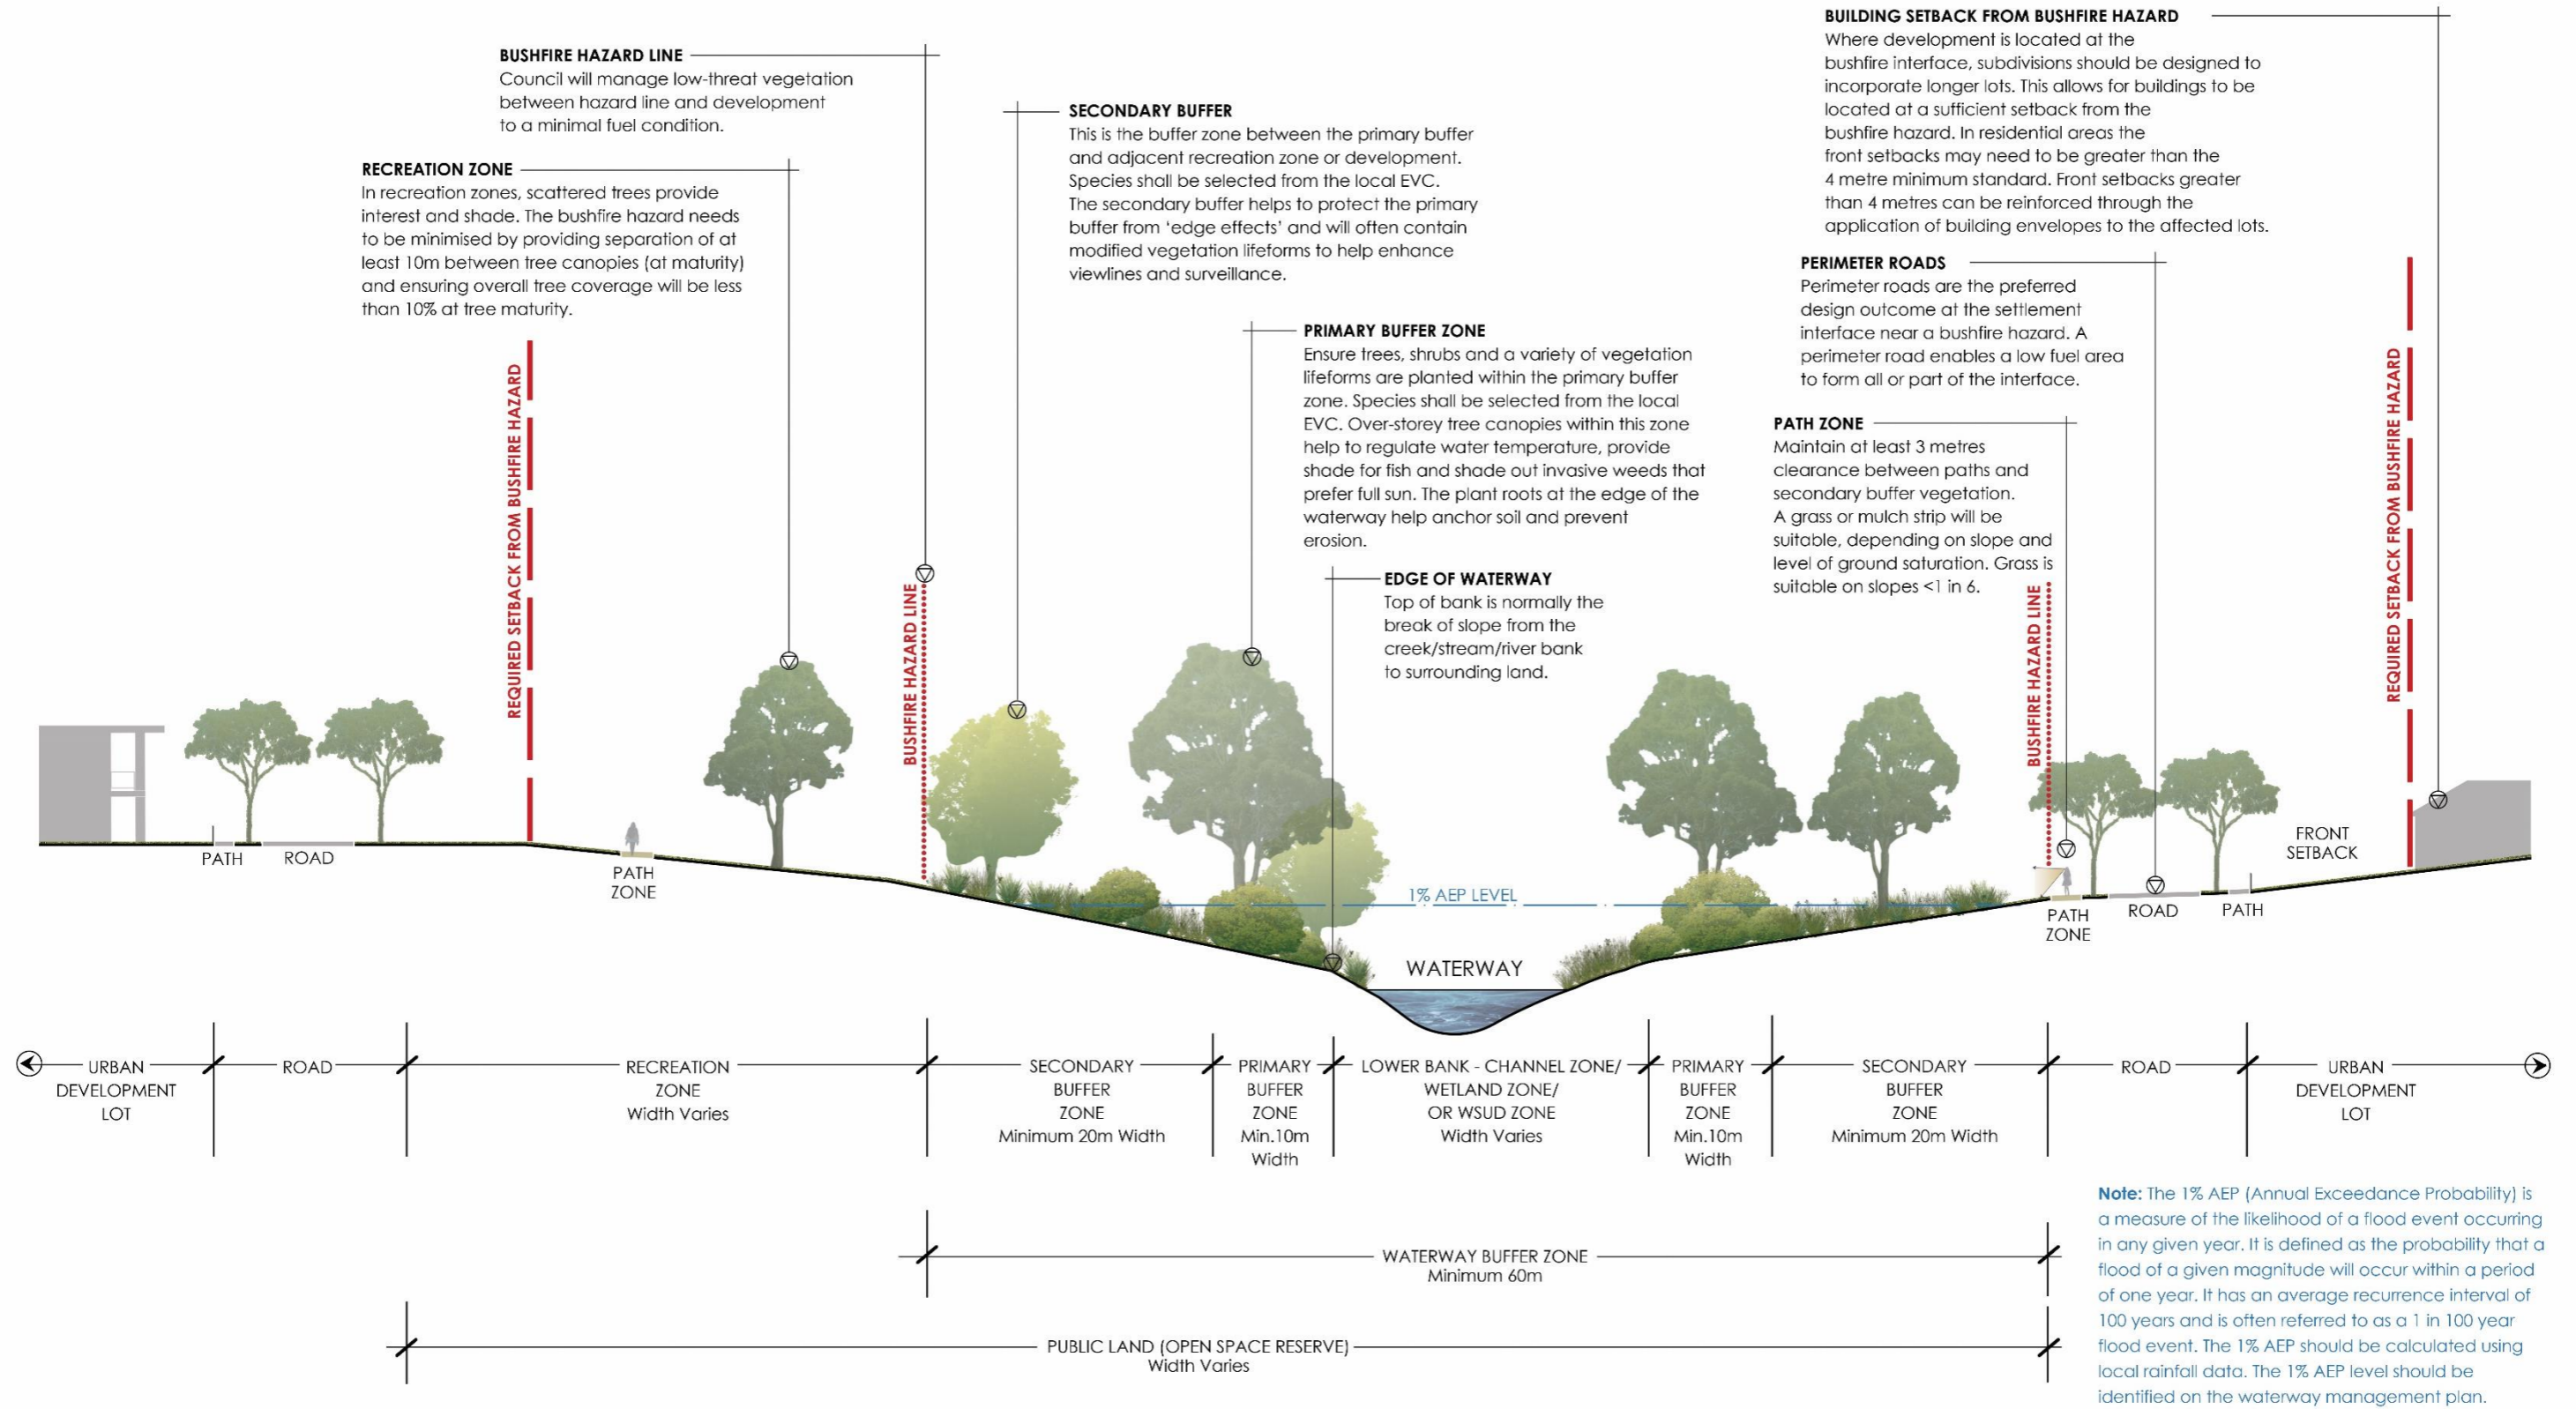 BUSHFIRE HAZARD LINE
Council will manage low-threat vegetation
between hazard line and development
to a minimal fuel condition.
RECREATION ZONE
In recreation zones, scattered trees provide
interest and shade. The bushfire hazard needs
to be minimised by providing separation of at
least 10m between tree canopies (at maturity)
and ensuring overall tree coverage will be less
than 10% at tree maturity.
SECONDARY BUFFER
This is the buffer zone between the primary buffer
and adjacent recreation zone or development.
Species shall be selected from the local EVC.
The secondary buffer helps to protect the primary
buffer from 'edge effects' and will often contain
modified vegetation lifeforms to help enhance
viewlines and surveillance.
PRIMARY BUFFER ZONE
Ensure trees, shrubs and a variety of vegetation
lifeforms are planted within the primary buffer
zone. Species shall be selected from the local
EVC. Over-storey tree canopies within this zone
help to regulate water temperature, provide
shade for fish and shade out invasive weeds that
prefer full sun. The plant roots at the edge of the
waterway help anchor soil and prevent
erosion.
EDGE OF WATERWAY
Top of bank is normally the
break of slope from the
creek/stream/river bank
to surrounding land.
BUILDING SETBACK FROM BUSHFIRE HAZARD
Where development is located at the
bushfire interface, subdivisions should be designed to
incorporate longer lots. This allows for buildings to be
located at a sufficient setback from the
bushfire hazard. In residential areas the
front setbacks may need to be greater than the
4 metre minimum standard. Front setbacks greater
than 4 metres can be reinforced through the
application of building envelopes to the affected lots.
PERIMETER ROADS
Perimeter roads are the preferred
design outcome at the settlement
interface near a bushfire hazard. A
perimeter road enables a low fuel area
to form all or part of the interface.
PATH ZONE
Maintain at least 3 metres
clearance between paths and
secondary buffer vegetation.
A grass or mulch strip will be
suitable, depending on slope and
level of ground saturation. Grass is
suitable on slopes <1 in 6.
REQUIRED SETBACK FROM BUSHFIRE HAZARD
BUSHFIRE HAZARD LINE
BUSHFIRE HAZARD LINE
REQUIRED SETBACK FROM BUSHFIRE HAZARD
PATH
ROAD
PATH
ZONE
1% AEP LEVEL
WATERWAY
PATH
ZONE
ROAD
PATH
FRONT
SETBACK
URBAN
DEVELOPMENT
LOT
ROAD
RECREATION
ZONE
Width Varies
SECONDARY
BUFFER
ZONE
Minimum 20m Width
PRIMARY
BUFFER
ZONE
Min.10m
Width
LOWER BANK - CHANNEL ZONE/
WETLAND ZONE/
OR WSUD ZONE
Width Varies
PRIMARY
BUFFER
ZONE
Min.10m
Width
SECONDARY
BUFFER
ZONE
Minimum 20m Width
ROAD
URBAN
DEVELOPMENT
LOT
WATERWAY BUFFER ZONE
Minimum 60m
PUBLIC LAND (OPEN SPACE RESERVE)
Width Varies
Note: The 1% AEP (Annual Exceedance Probability) is
a measure of the likelihood of a flood event occurring
in any given year. It is defined as the probability that a
flood of a given magnitude will occur within a period
of one year. It has an average recurrence interval of
100 years and is often referred to as a 1 in 100 year
flood event. The 1% AEP should be calculated using
local rainfall data. The 1% AEP level should be
identified on the waterway management plan.